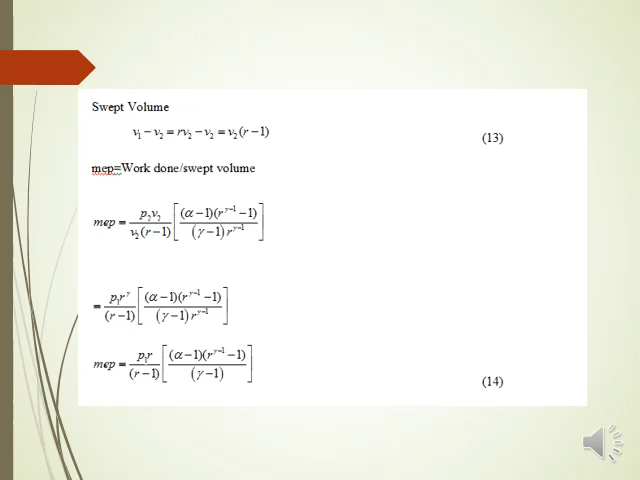 Swept Volume
v₁ − v₂ = rv₂ − v₂ = v₂(r − 1) (13)
mep=Work done/swept volume
mep = p₂v₂ / v₂(r − 1) [ (α − 1)(r^(γ−1) − 1) / (γ − 1)r^(γ−1) ]
= p₁r^γ / (r − 1) [ (α − 1)(r^(γ−1) − 1) / (γ − 1)r^(γ−1) ]
mep = p₁r / (r − 1) [ (α − 1)(r^(γ−1) − 1) / (γ − 1) ] (14)